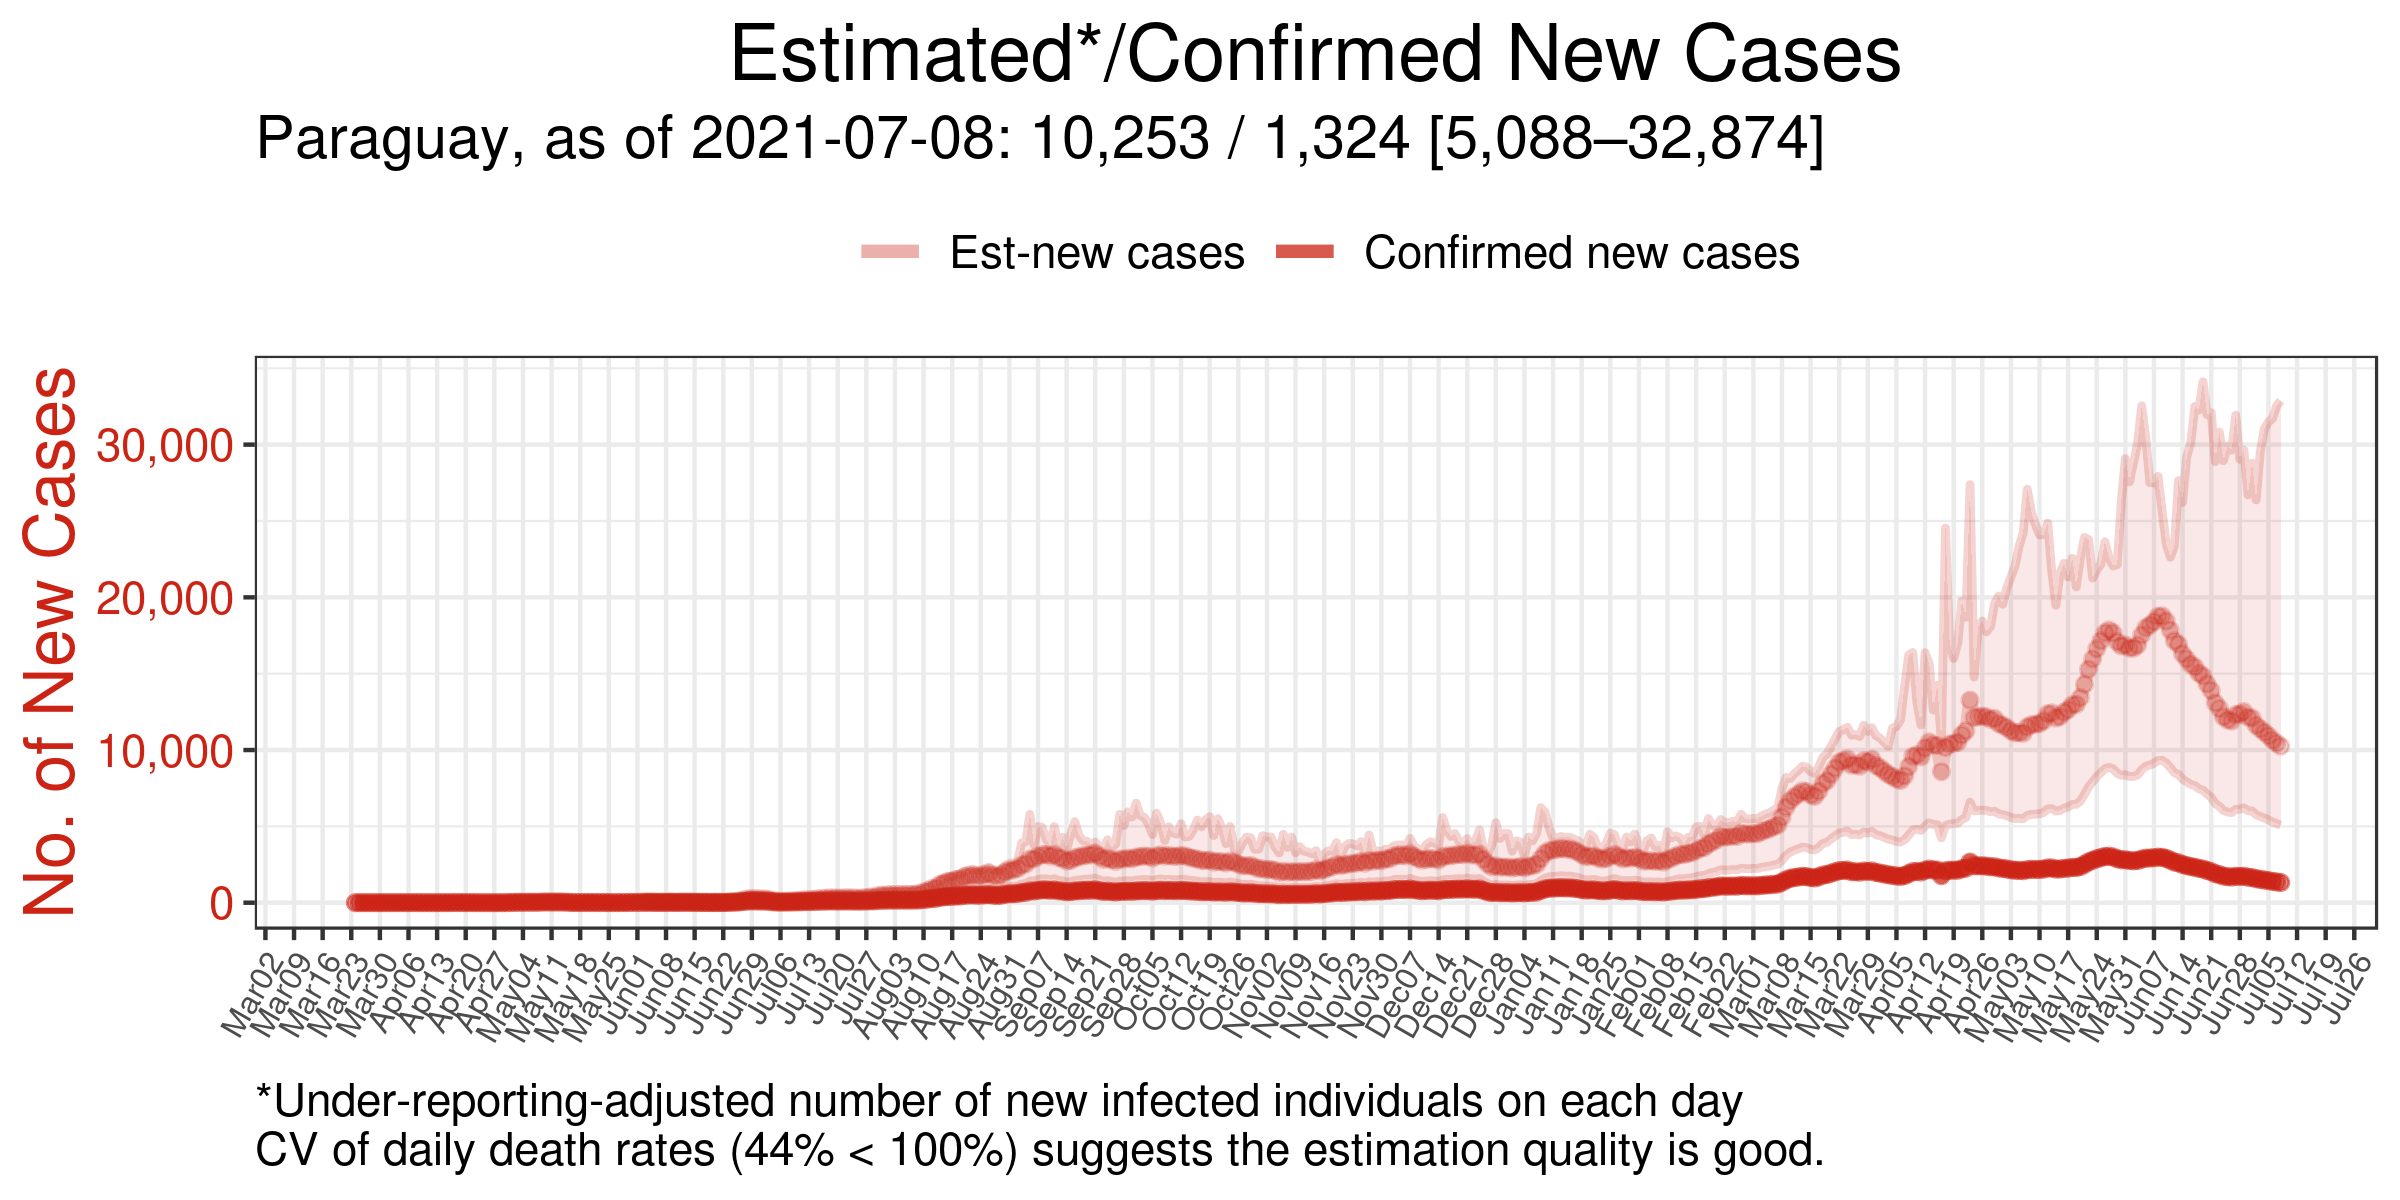 Estimated*/Confirmed New Cases
Paraguay, as of 2021-07-08: 10,253 / 1,324 [5,088–32,874]
Est-new cases Confirmed new cases
No. of New Cases
30,000
20,000
10,000
0
Mar02 Mar09 Mar16 Mar23 Mar30 Apr06 Apr13 Apr20 Apr27 May04 May11 May18 May25 Jun01 Jun08 Jun15 Jun22 Jun29 Jul06 Jul13 Jul20 Jul27 Aug03 Aug10 Aug17 Aug24 Aug31 Sep07 Sep14 Sep21 Sep28 Oct05 Oct12 Oct19 Oct26 Nov02 Nov09 Nov16 Nov23 Nov30 Dec07 Dec14 Dec21 Dec28 Jan04 Jan11 Jan18 Jan25 Feb01 Feb08 Feb15 Feb22 Mar01 Mar08 Mar15 Mar22 Mar29 Apr05 Apr12 Apr19 Apr26 May03 May10 May17 May24 May31 Jun07 Jun14 Jun21 Jun28 Jul05 Jul12 Jul19 Jul26
*Under-reporting-adjusted number of new infected individuals on each day
CV of daily death rates (44% < 100%) suggests the estimation quality is good.